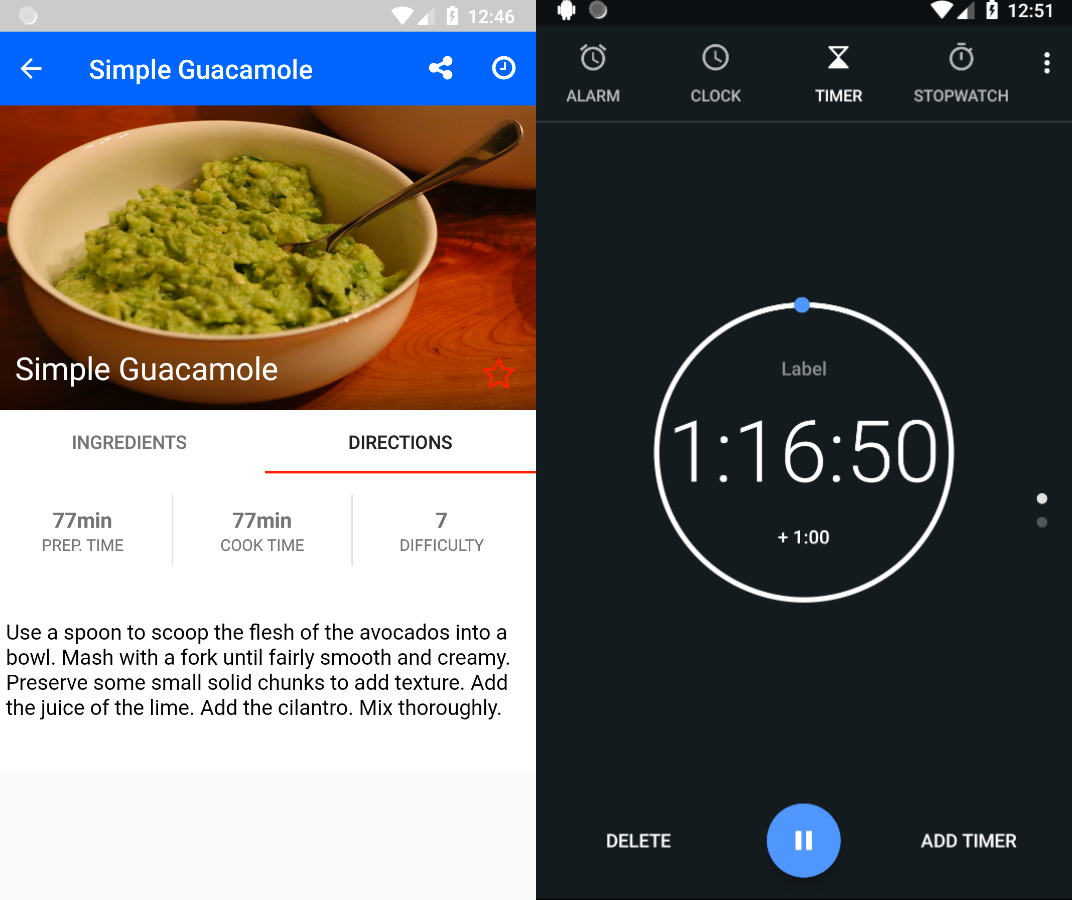 12:46
Simple Guacamole
Simple Guacamole
INGREDIENTS
DIRECTIONS
77min
PREP. TIME
77min
COOK TIME
7
DIFFICULTY
Use a spoon to scoop the flesh of the avocados into a
bowl. Mash with a fork until fairly smooth and creamy.
Preserve some small solid chunks to add texture. Add
the juice of the lime. Add the cilantro. Mix thoroughly.
12:51
ALARM
CLOCK
TIMER
STOPWATCH
Label
1:16:50
+ 1:00
DELETE
ADD TIMER